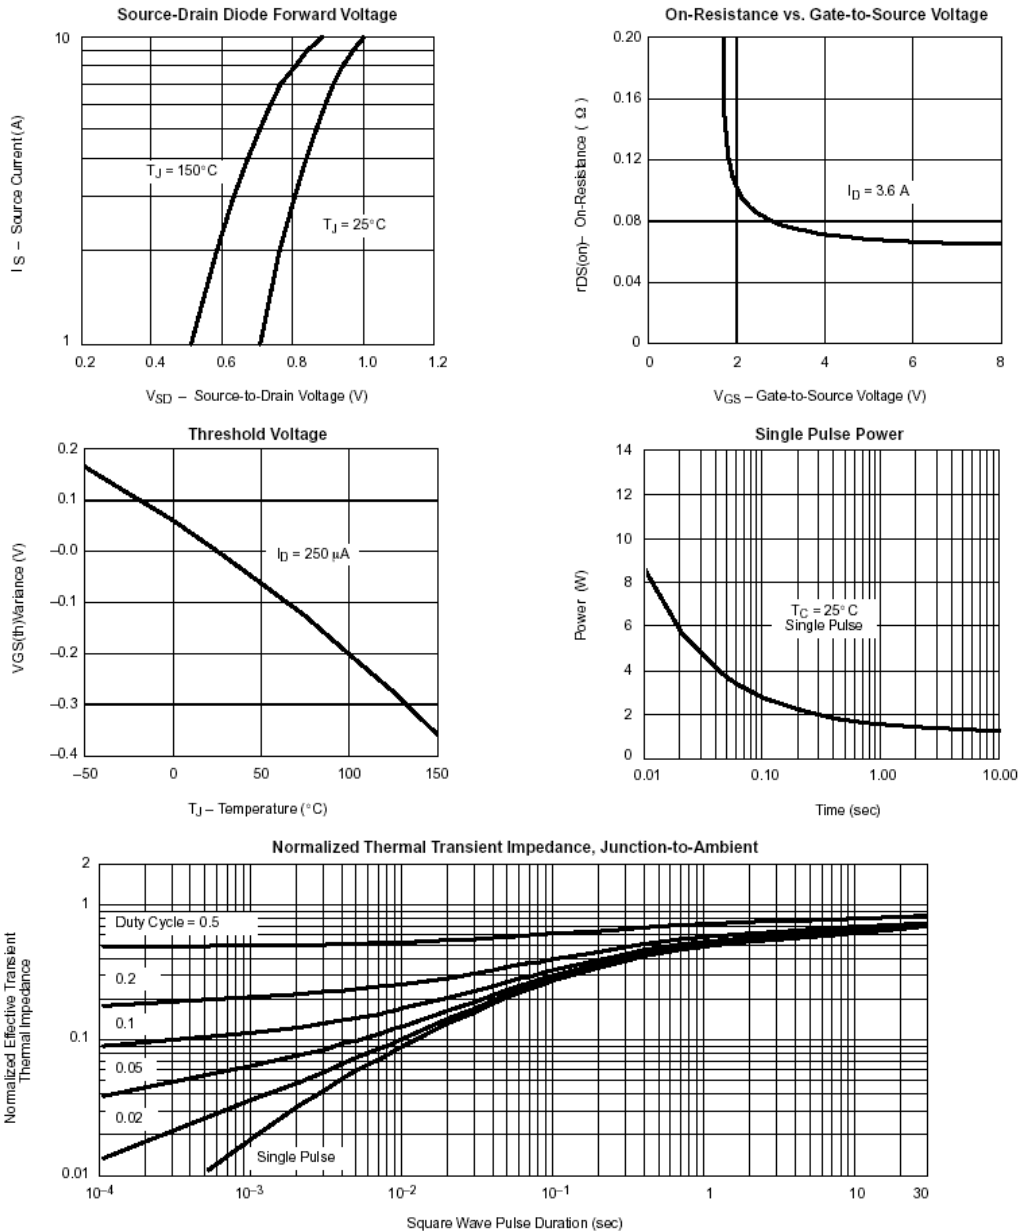 Source-Drain Diode Forward Voltage
10
I S – Source Current (A)
TJ = 150°C
TJ = 25°C
1
0.2 0.4 0.6 0.8 1.0 1.2
VSD – Source-to-Drain Voltage (V)
On-Resistance vs. Gate-to-Source Voltage
0.20
0.16
0.12
0.08
0.04
0
rDS(on)– On-Resistance ( Ω )
ID = 3.6 A
0 2 4 6 8
VGS – Gate-to-Source Voltage (V)
Threshold Voltage
0.2
0.1
–0.0
–0.1
–0.2
–0.3
–0.4
VGS(th)Variance (V)
ID = 250 µA
–50 0 50 100 150
TJ – Temperature (°C)
Single Pulse Power
14
12
10
8
6
4
2
0
Power (W)
TC = 25°C
Single Pulse
0.01 0.10 1.00 10.00
Time (sec)
Normalized Thermal Transient Impedance, Junction-to-Ambient
2
1
0.1
0.01
Normalized Effective Transient
Thermal Impedance
Duty Cycle = 0.5
0.2
0.1
0.05
0.02
Single Pulse
10–4 10–3 10–2 10–1 1 10 30
Square Wave Pulse Duration (sec)